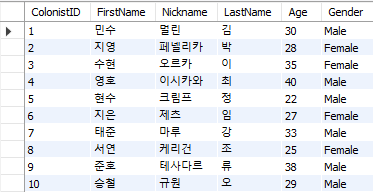 ColonistID FirstName Nickname LastName Age Gender
1 민수 멀린 김 30 Male
2 지영 페넬리카 박 28 Female
3 수현 오르카 이 35 Female
4 영호 이시카와 최 40 Male
5 현수 크림프 정 22 Male
6 지은 제츠 임 27 Female
7 태준 마루 강 33 Male
8 서연 케리건 조 25 Female
9 준호 테사다르 류 38 Male
10 승철 규원 오 29 Male